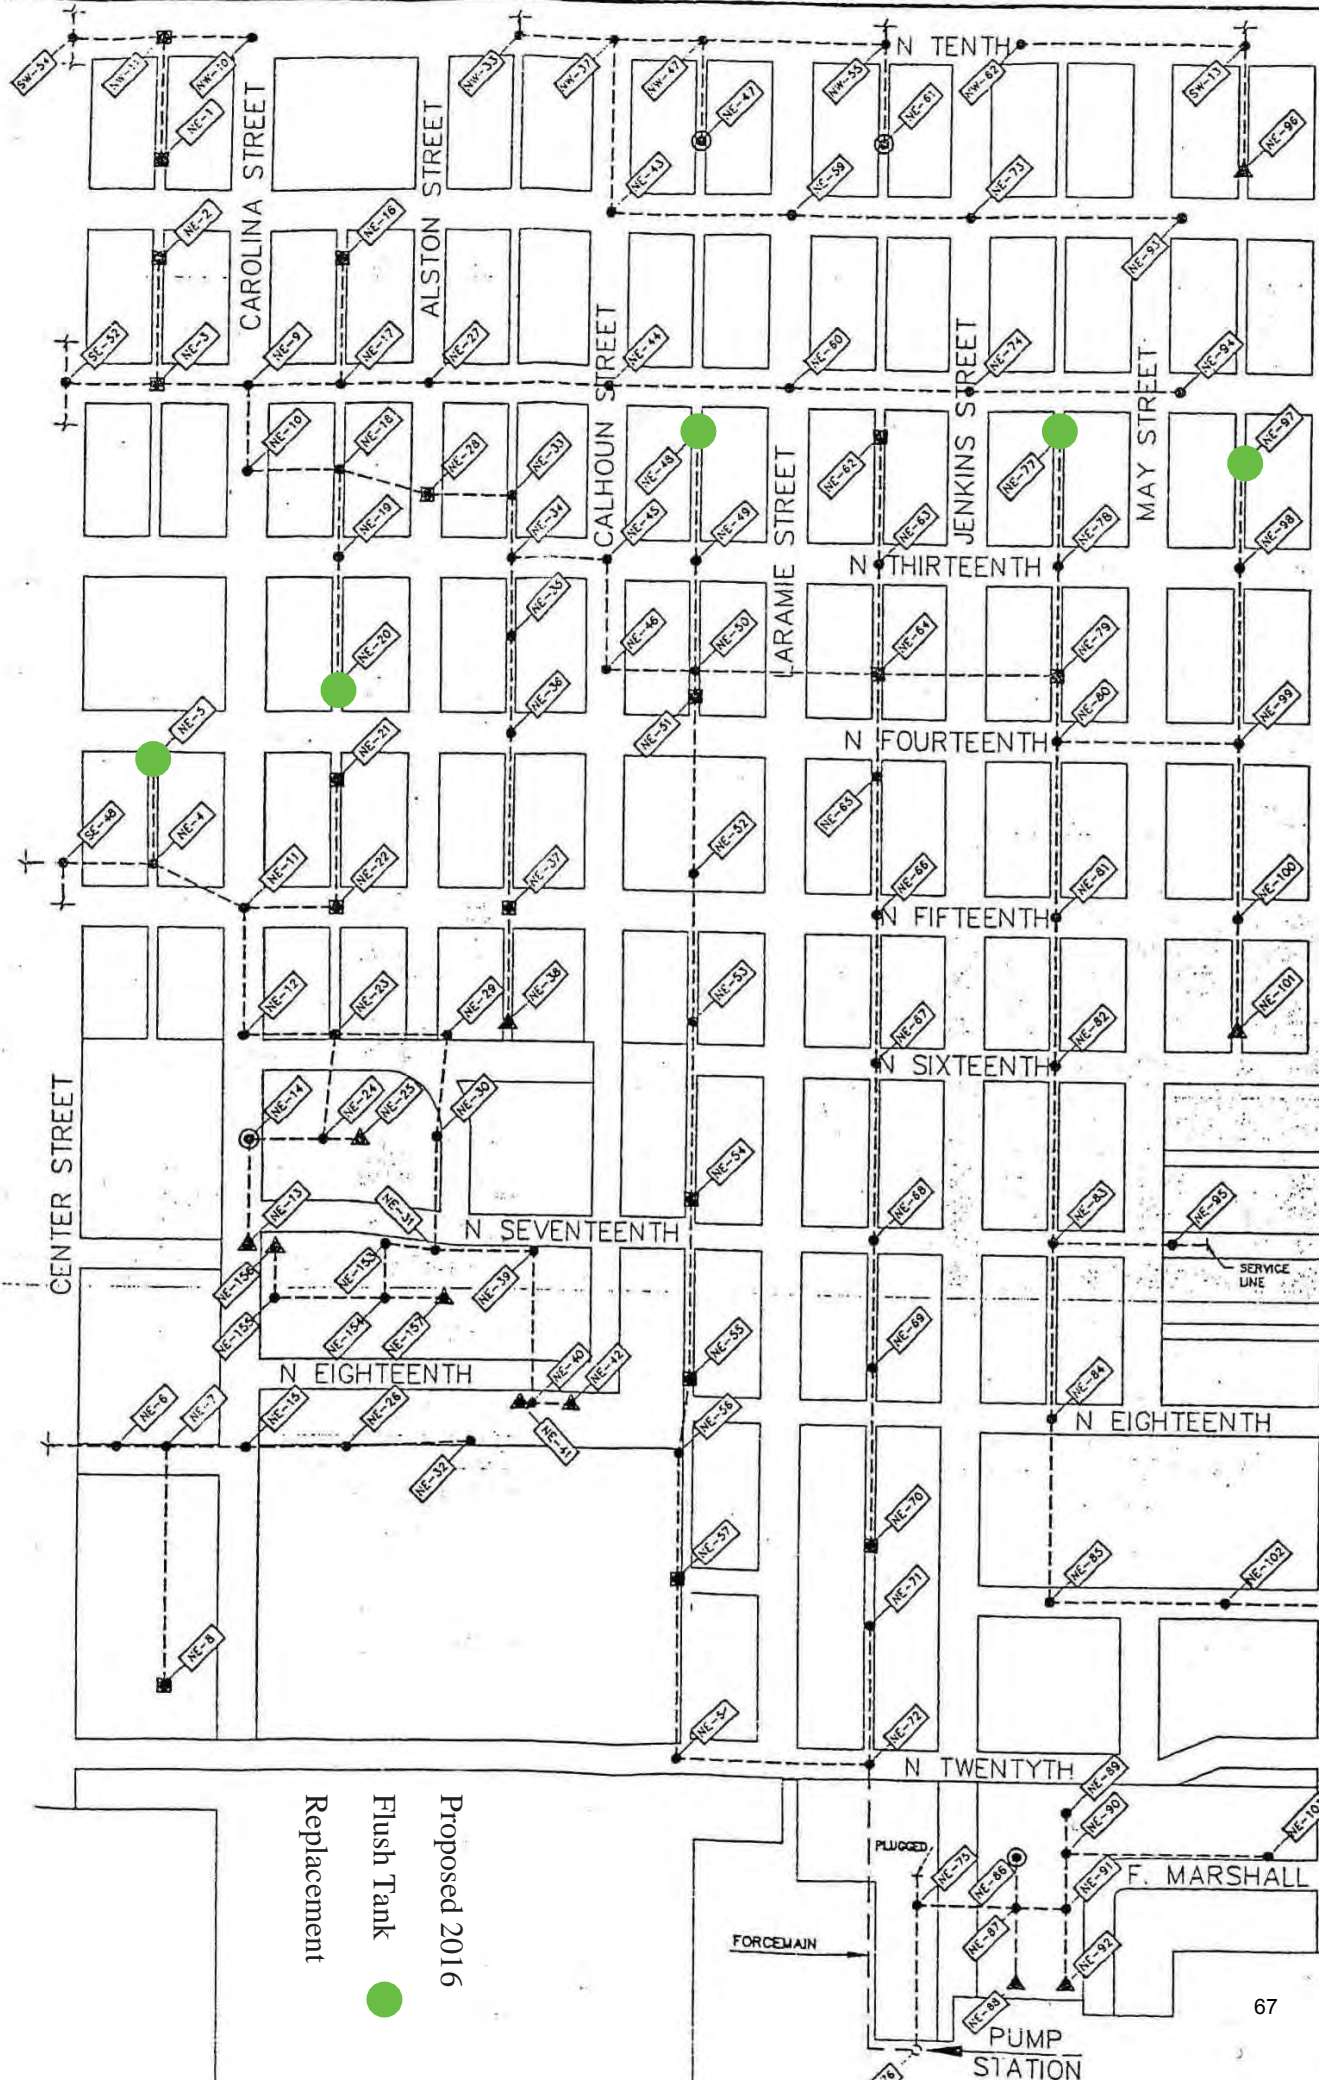 N TENTH
SW-54
NW-11
NW-10
NW-33
NW-37
NW-47
NW-55
NW-62
SW-13
NE-1
NE-47
NE-61
NE-96
CAROLINA STREET
ALSTON STREET
NE-43
NE-59
NE-73
NE-2
NE-16
NE-93
SE-52
NE-3
NE-9
NE-17
NE-27
NE-44
NE-60
NE-74
NE-94
CALHOUN STREET
LARAMIE STREET
JENKINS STREET
MAY STREET
NE-10
NE-18
NE-28
NE-33
NE-48
NE-62
NE-77
NE-97
NE-19
NE-34
NE-45
NE-49
NE-63
NE-78
NE-98
N THIRTEENTH
NE-35
NE-20
NE-46
NE-50
NE-64
NE-79
NE-36
NE-80
NE-99
NE-5
NE-21
NE-51
N FOURTEENTH
SE-48
NE-4
NE-65
NE-52
NE-11
NE-22
NE-37
NE-66
NE-81
NE-100
N FIFTEENTH
NE-12
NE-23
NE-29
NE-38
NE-53
NE-67
NE-82
NE-101
N SIXTEENTH
CENTER STREET
NE-14
NE-24
NE-25
NE-30
NE-54
NE-13
NE-31
NE-68
NE-83
NE-95
N SEVENTEENTH
SERVICE
LINE
NE-156
NE-153
NE-39
NE-155
NE-154
NE-157
NE-69
NE-55
N EIGHTEENTH
NE-40
NE-42
NE-84
N EIGHTEENTH
NE-6
NE-7
NE-15
NE-26
NE-32
NE-41
NE-56
NE-70
NE-57
NE-71
NE-85
NE-102
NE-8
NE-72
N TWENTYTH
NE-89
NE-90
Proposed 2016
Flush Tank
Replacement
PLUGGED
NE-75
NE-86
NE-91
F. MARSHALL
FORCEMAIN
NE-87
NE-92
NE-88
67
PUMP
STATION